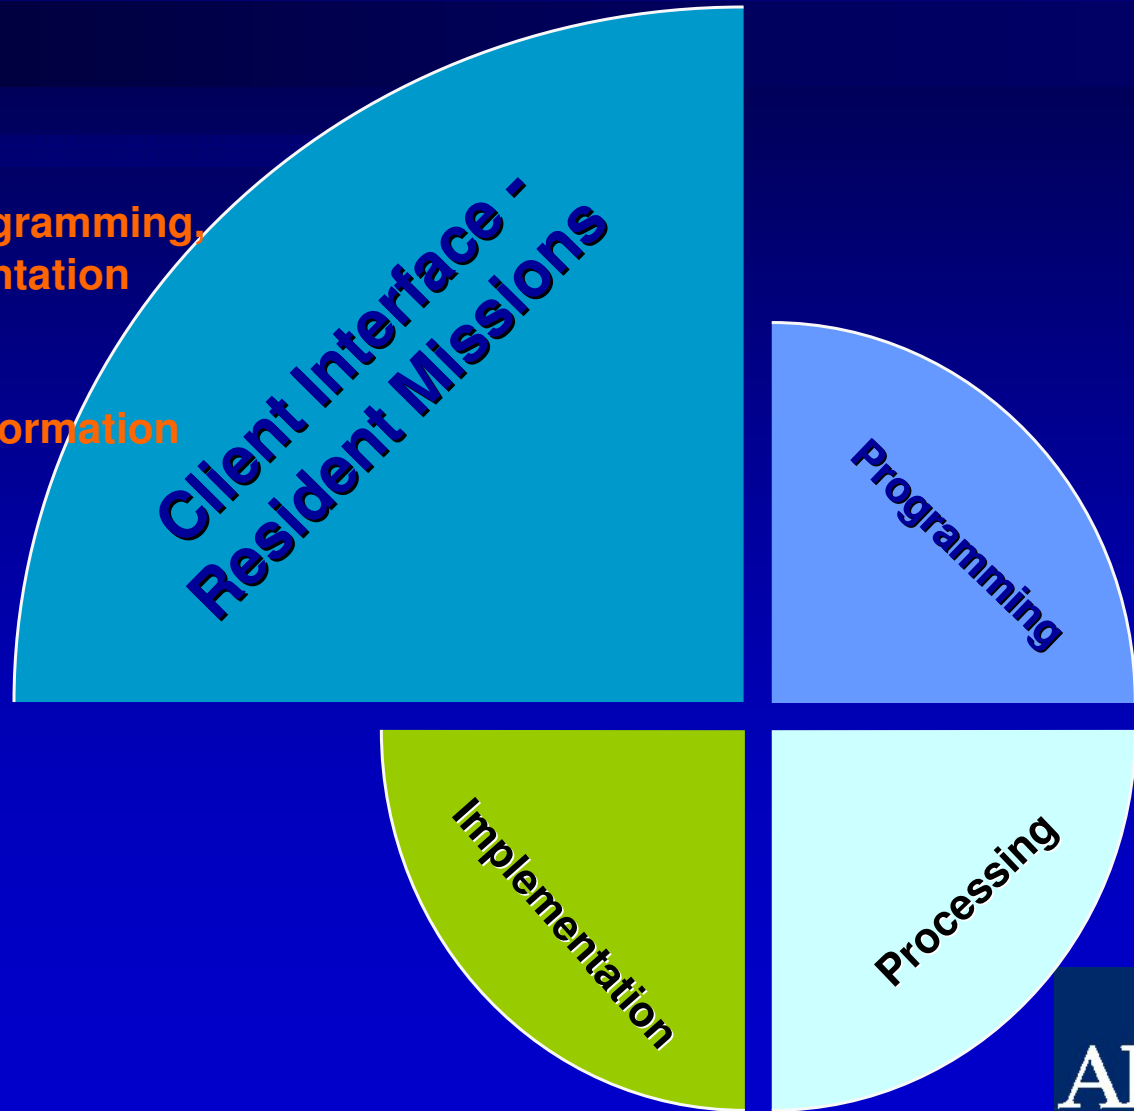 gramming,
ntation
ormation
Client Interface -
Resident Missions
Programming
Implementation
Processing
A